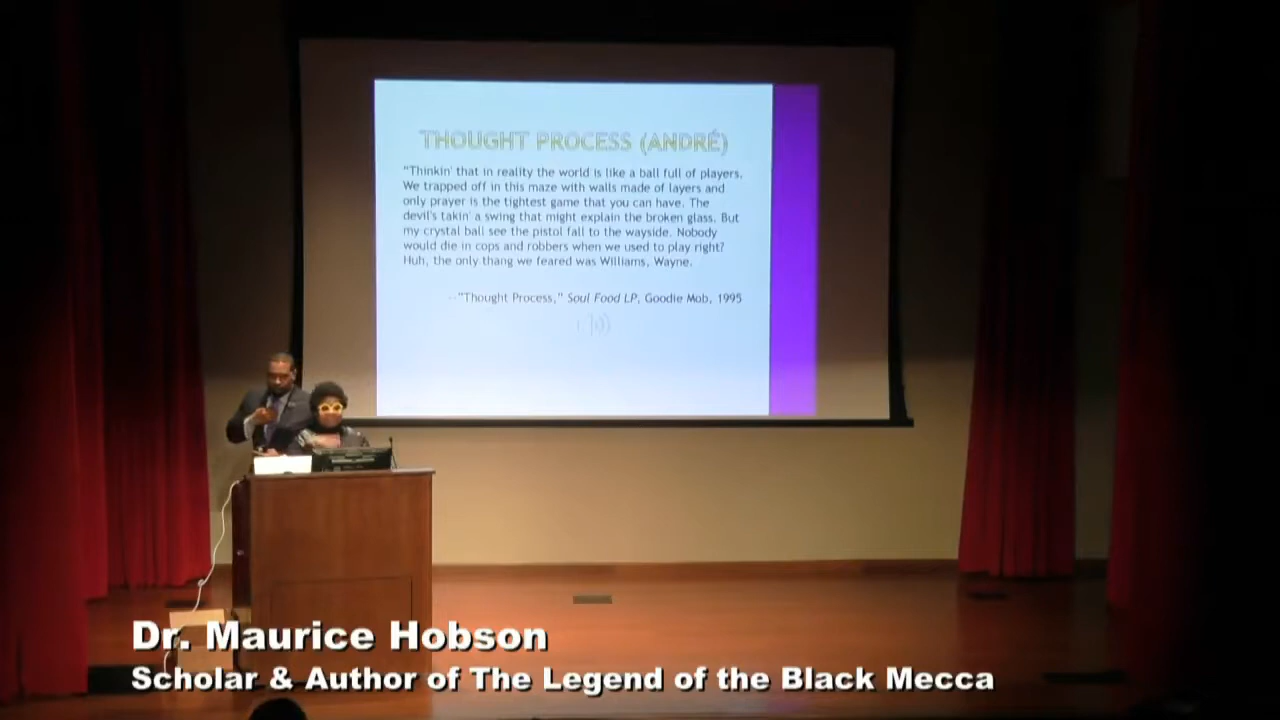 THOUGHT PROCESS (ANDRÉ)
"Thinkin' that in reality the world is like a ball full of players.
We trapped off in this maze with walls made of layers and
only prayer is the tightest game that you can have. The
devil's takin' a swing that might explain the broken glass. But
my crystal ball see the pistol fall to the wayside. Nobody
would die in cops and robbers when we used to play right?
Huh, the only thang we feared was Williams, Wayne.
--"Thought Process," Soul Food LP, Goodie Mob, 1995
Dr. Maurice Hobson
Scholar & Author of The Legend of the Black Mecca